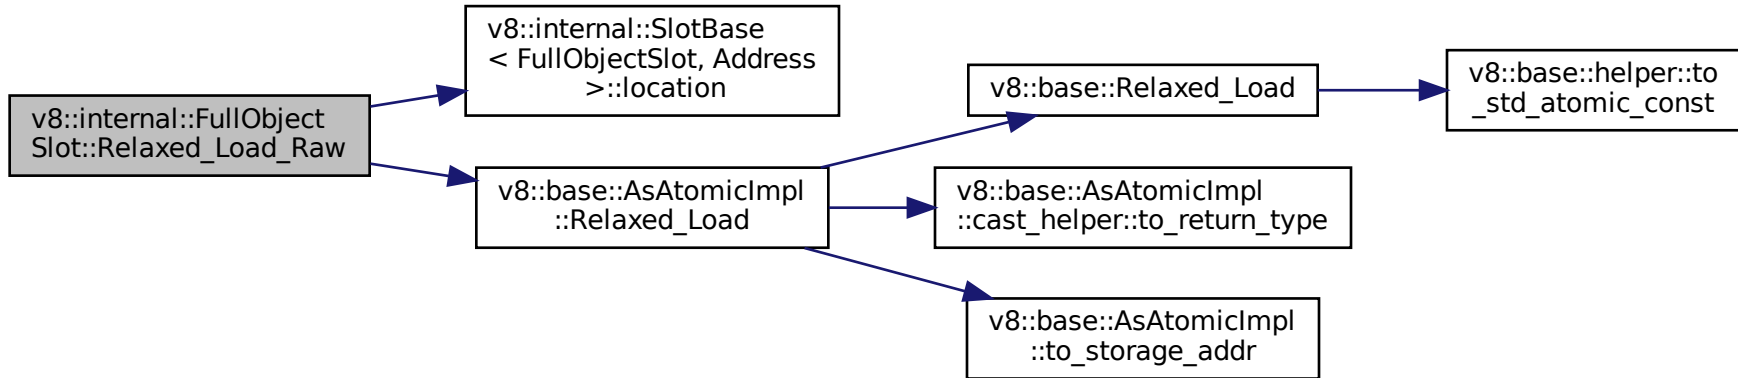 v8::internal::FullObject
Slot::Relaxed_Load_Raw
v8::internal::SlotBase
< FullObjectSlot, Address
>::location
v8::base::AsAtomicImpl
::Relaxed_Load
v8::base::Relaxed_Load
v8::base::helper::to
_std_atomic_const
v8::base::AsAtomicImpl
::cast_helper::to_return_type
v8::base::AsAtomicImpl
::to_storage_addr